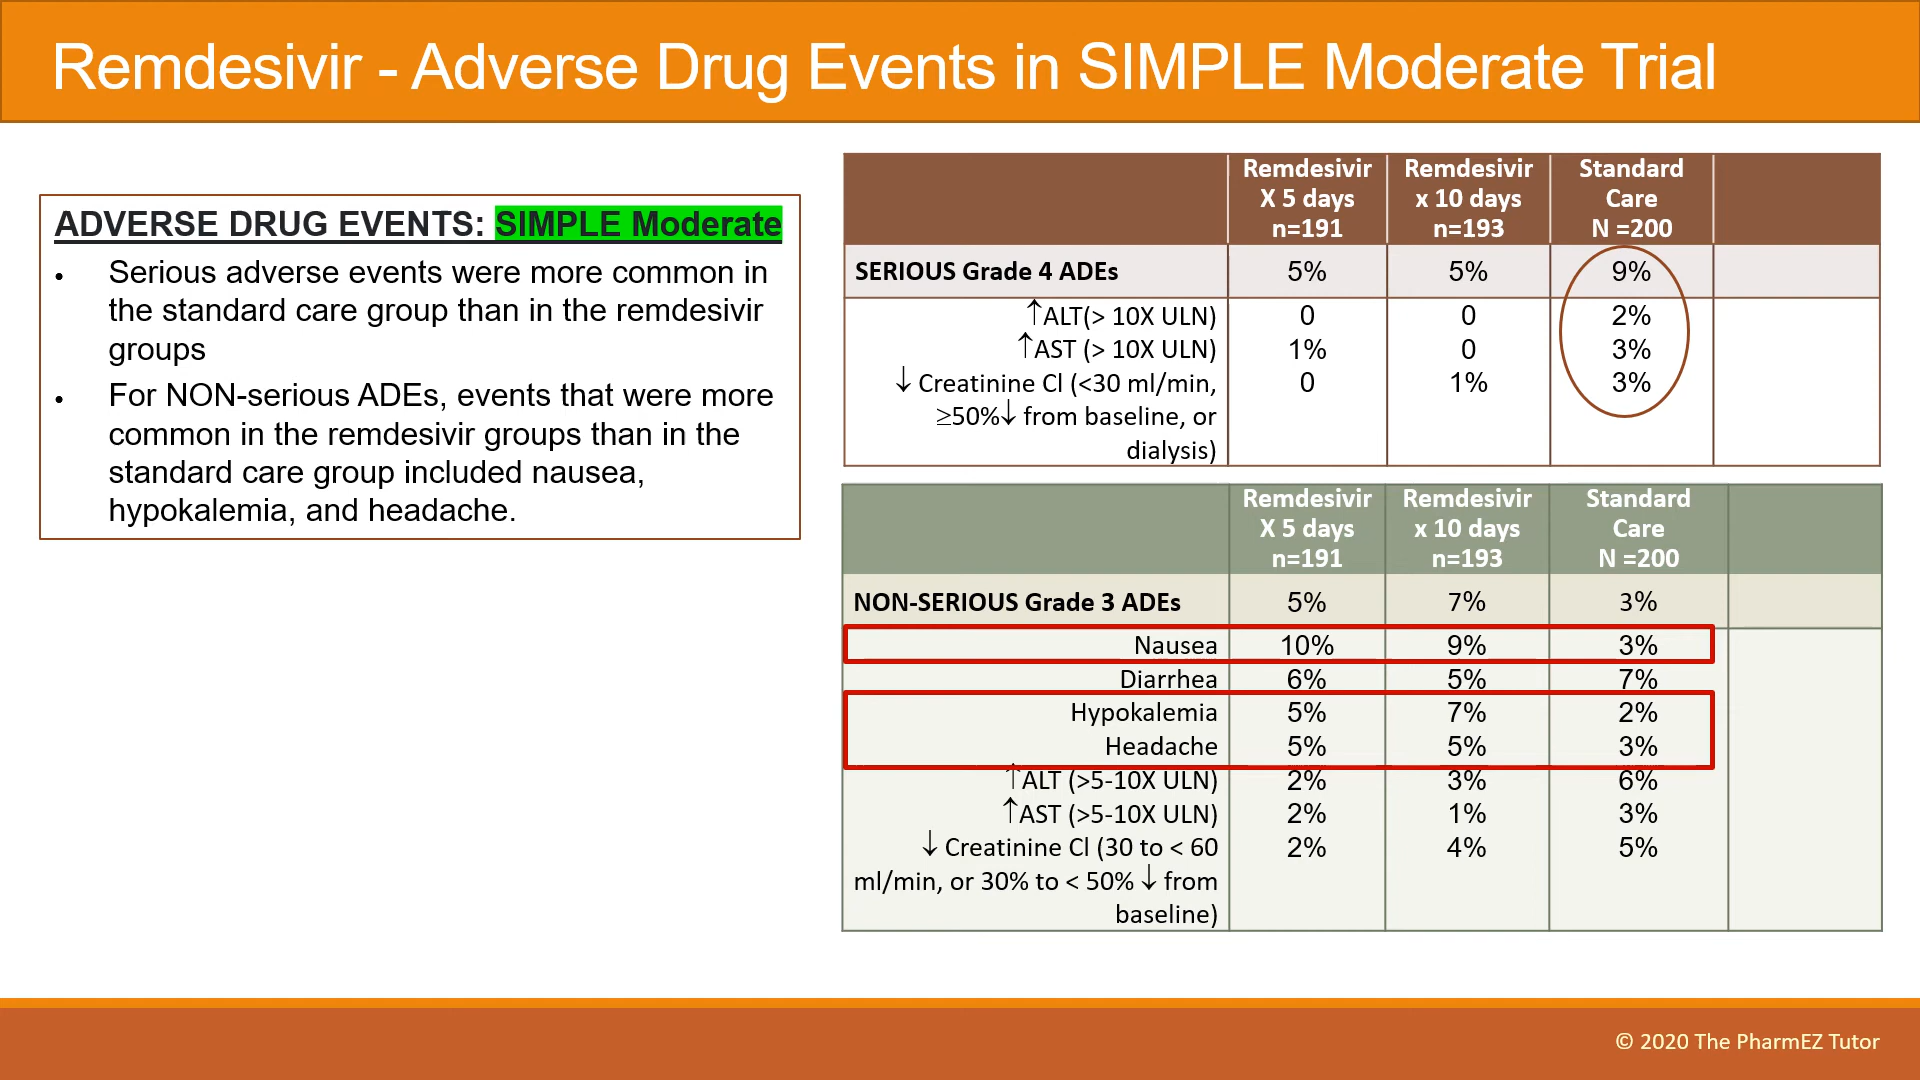 Remdesivir - Adverse Drug Events in SIMPLE Moderate Trial
ADVERSE DRUG EVENTS: SIMPLE Moderate
• Serious adverse events were more common in
the standard care group than in the remdesivir
groups
• For NON-serious ADEs, events that were more
common in the remdesivir groups than in the
standard care group included nausea,
hypokalemia, and headache.
Remdesivir X 5 days n=191 Remdesivir x 10 days n=193 Standard Care N =200
SERIOUS Grade 4 ADEs 5% 5% 9%
↑ALT(> 10X ULN) 0 0 2%
↑AST (> 10X ULN) 1% 0 3%
↓ Creatinine Cl (<30 ml/min, 0 1% 3%
≥50%↓ from baseline, or
dialysis)
Remdesivir X 5 days n=191 Remdesivir x 10 days n=193 Standard Care N =200
NON-SERIOUS Grade 3 ADEs 5% 7% 3%
Nausea 10% 9% 3%
Diarrhea 6% 5% 7%
Hypokalemia 5% 7% 2%
Headache 5% 5% 3%
↑ALT (>5-10X ULN) 2% 3% 6%
↑AST (>5-10X ULN) 2% 1% 3%
↓ Creatinine Cl (30 to < 60 2% 4% 5%
ml/min, or 30% to < 50% ↓ from
baseline)
© 2020 The PharmEZ Tutor